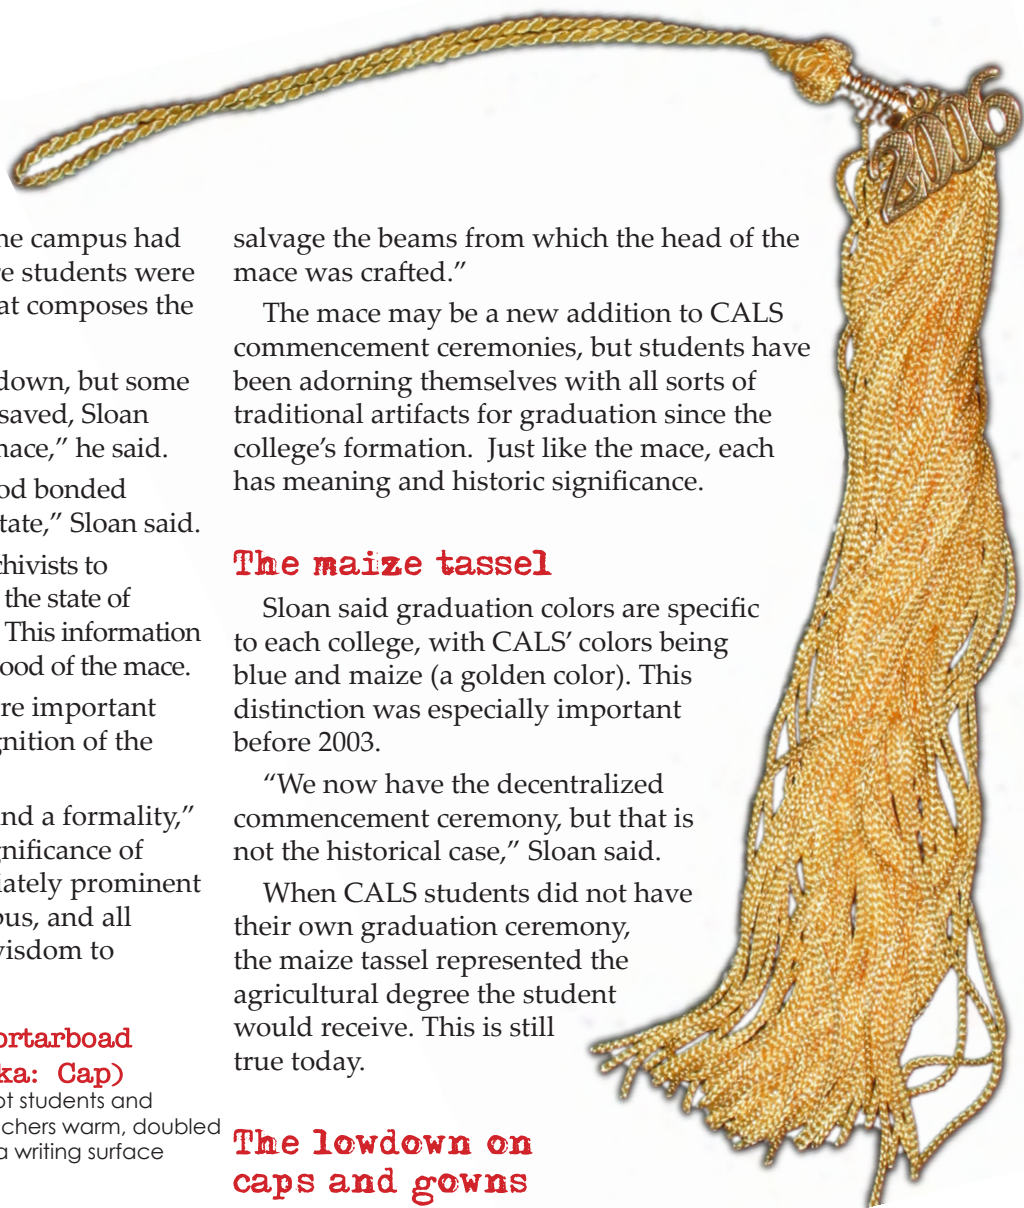 2006
he campus had
e students were
at composes the
down, but some
saved, Sloan
ace,” he said.
od bonded
tate,” Sloan said.
hivists to
the state of
This information
ood of the mace.
re important
nition of the
nd a formality,”
nificance of
iately prominent
ous, and all
visdom to
ortarboad
ka: Cap)
ot students and
chers warm, doubled
a writing surface
salvage the beams from which the head of the
mace was crafted.”
The mace may be a new addition to CALS
commencement ceremonies, but students have
been adorning themselves with all sorts of
traditional artifacts for graduation since the
college’s formation.  Just like the mace, each
has meaning and historic significance.
The maize tassel
Sloan said graduation colors are specific
to each college, with CALS’ colors being
blue and maize (a golden color). This
distinction was especially important
before 2003.
“We now have the decentralized
commencement ceremony, but that is
not the historical case,” Sloan said.
When CALS students did not have
their own graduation ceremony,
the maize tassel represented the
agricultural degree the student
would receive. This is still
true today.
The lowdown on
caps and gowns